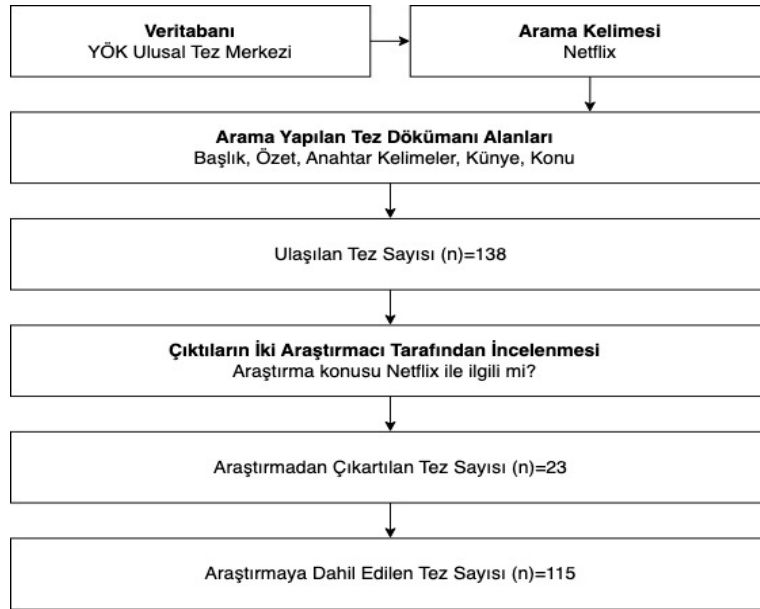 Veritabanı
YÖK Ulusal Tez Merkezi
Arama Kelimesi
Netflix
Arama Yapılan Tez Dökümanı Alanları
Başlık, Özet, Anahtar Kelimeler, Künye, Konu
Ulaşılan Tez Sayısı (n)=138
Çıktıların İki Araştırmacı Tarafından İncelenmesi
Araştırma konusu Netflix ile ilgili mi?
Araştırmadan Çıkartılan Tez Sayısı (n)=23
Araştırmaya Dahil Edilen Tez Sayısı (n)=115